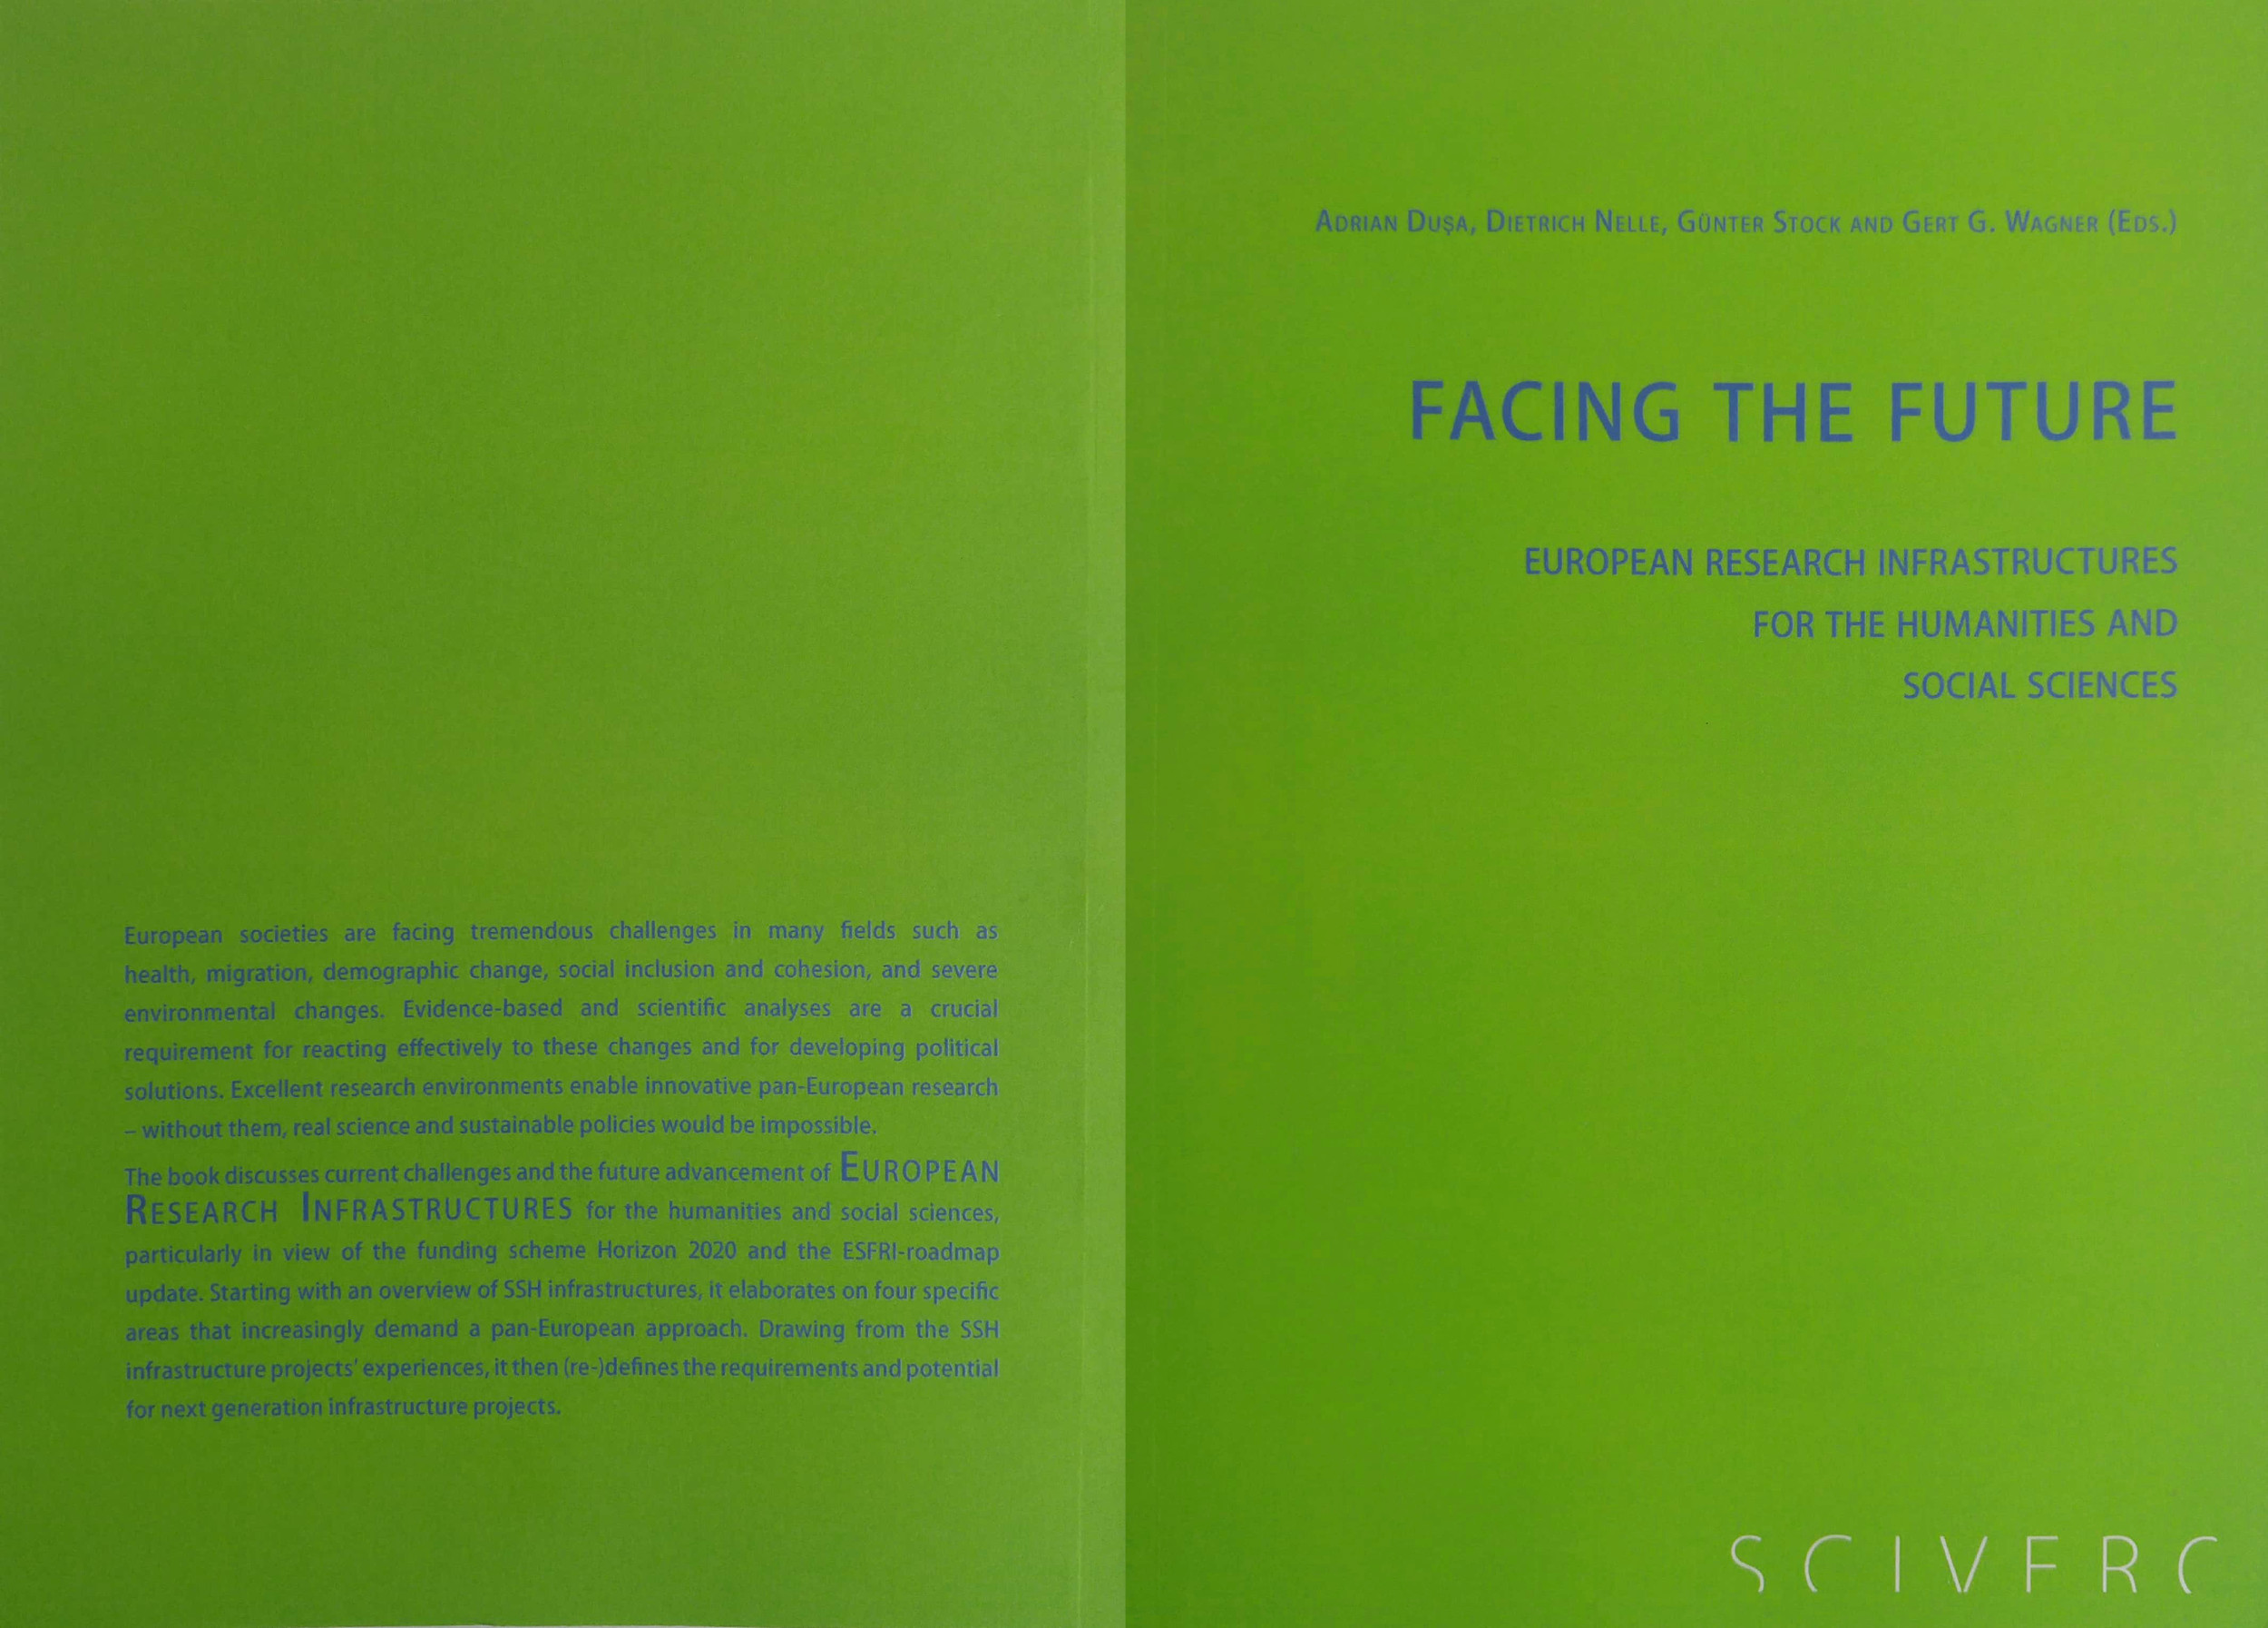 European societies are facing tremendous challenges in many fields such as
health, migration, demographic change, social inclusion and cohesion, and severe
environmental changes. Evidence-based and scientific analyses are a crucial
requirement for reacting effectively to these changes and for developing political
solutions. Excellent research environments enable innovative pan-European research
– without them, real science and sustainable policies would be impossible.
The book discusses current challenges and the future advancement of EUROPEAN
RESEARCH INFRASTRUCTURES for the humanities and social sciences,
particularly in view of the funding scheme Horizon 2020 and the ESFRI-roadmap
update. Starting with an overview of SSH infrastructures, it elaborates on four specific
areas that increasingly demand a pan-European approach. Drawing from the SSH
infrastructure projects' experiences, it then (re-)defines the requirements and potential
for next generation infrastructure projects.
ADRIAN DUŞA, DIETRICH NELLE, GÜNTER STOCK AND GERT G. WAGNER (EDS.)
FACING THE FUTURE
EUROPEAN RESEARCH INFRASTRUCTURES
FOR THE HUMANITIES AND
SOCIAL SCIENCES
SCIVERO